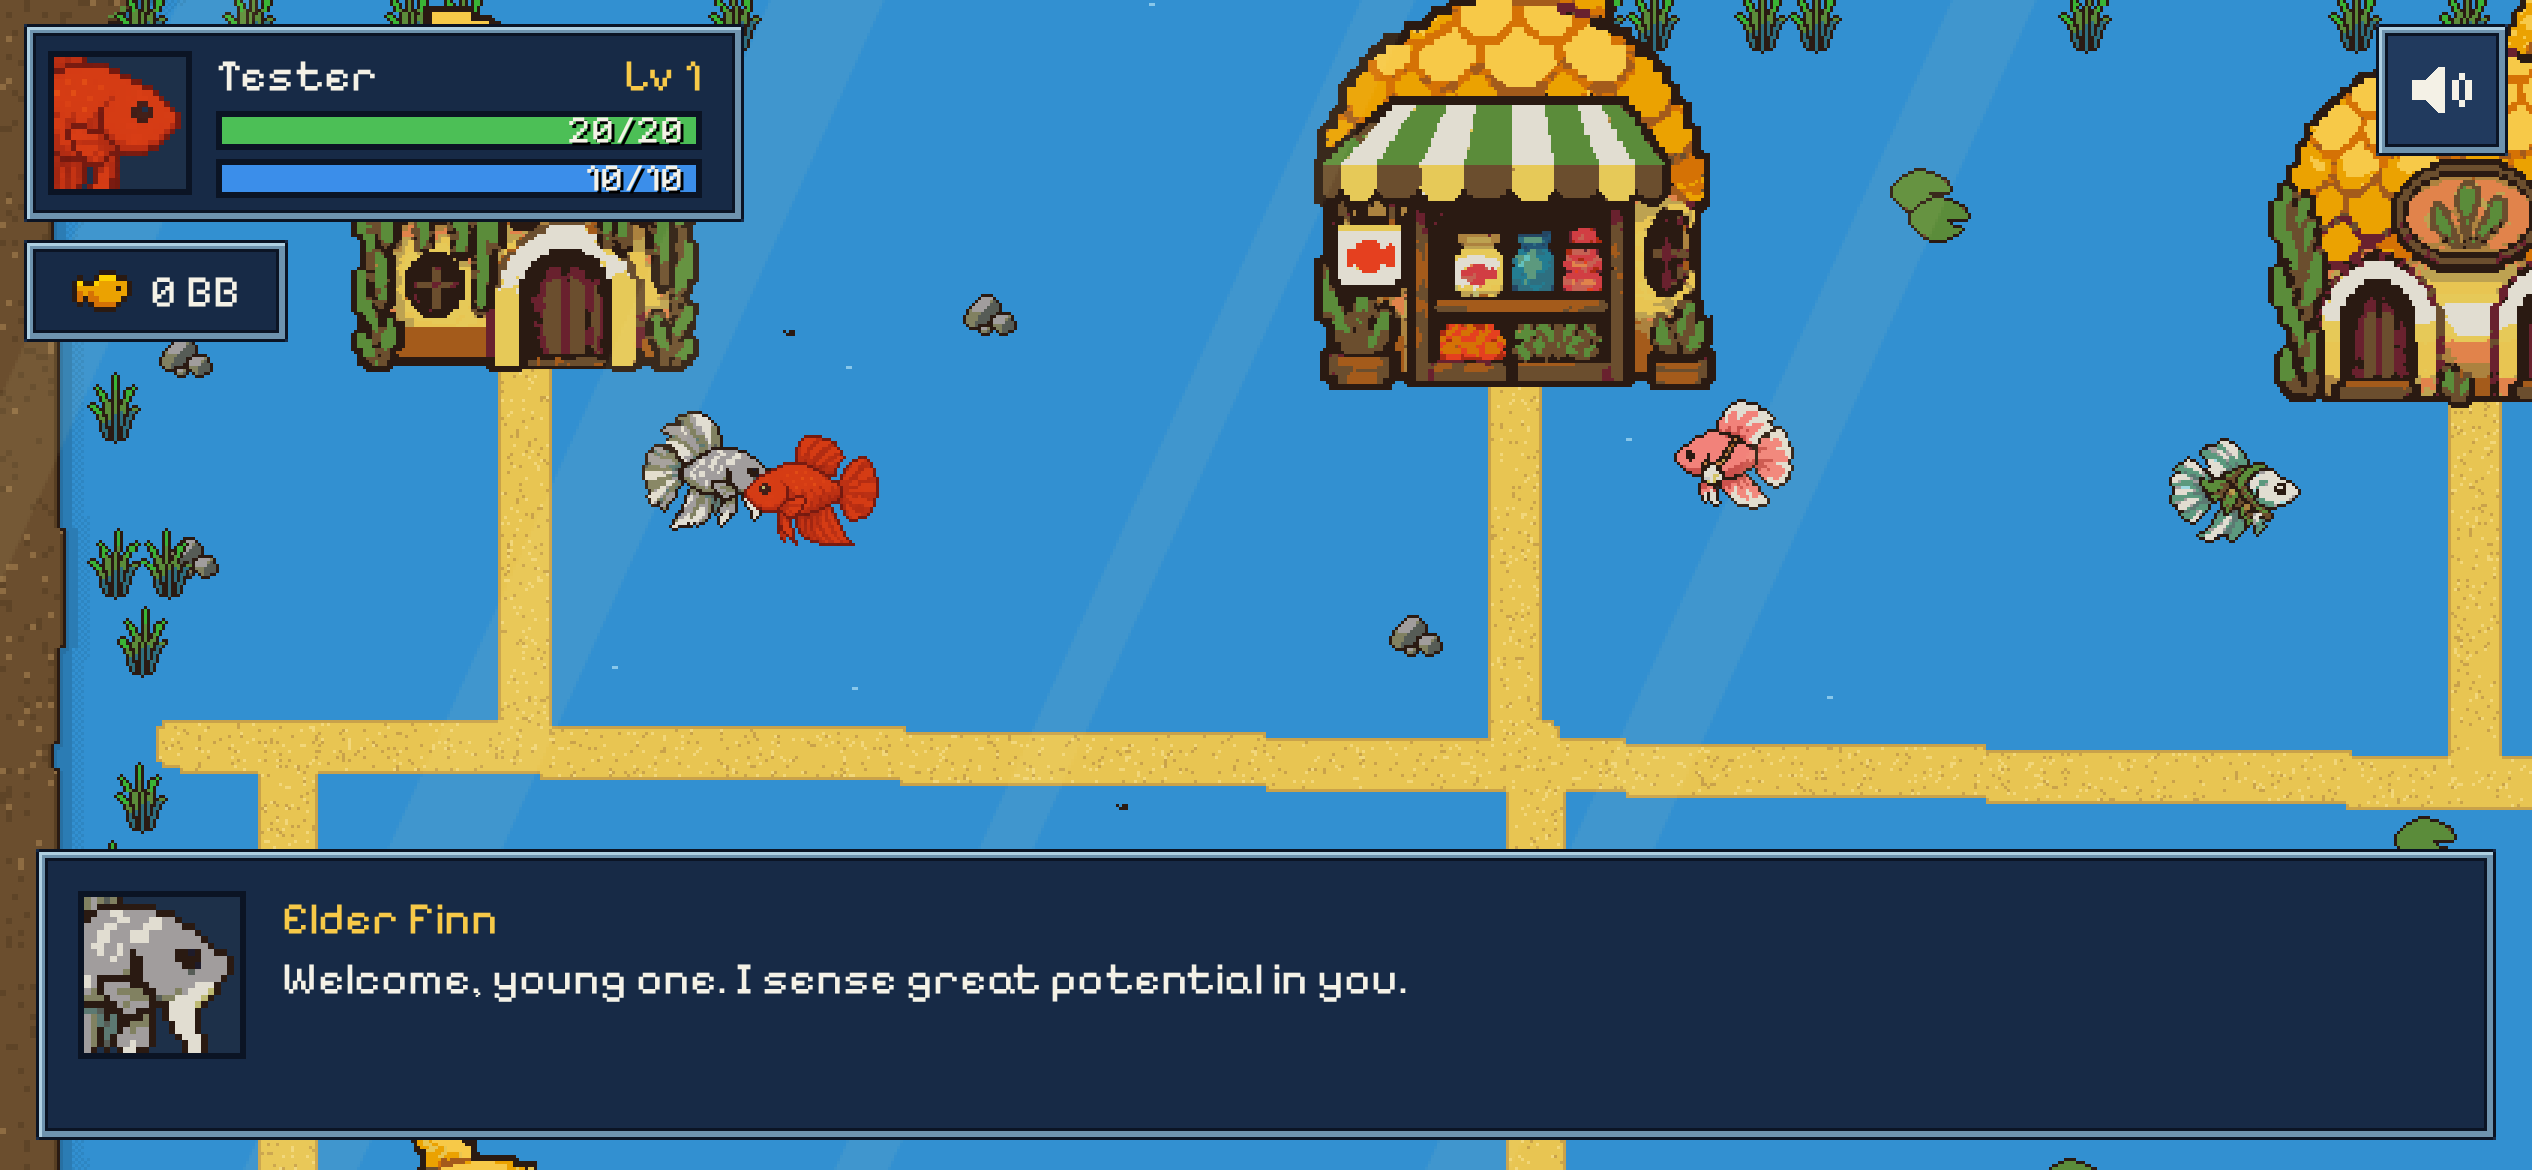 Tester
Lv 1
20/20
10/10
0 BB
Elder Finn
Welcome, young one. I sense great potential in you.